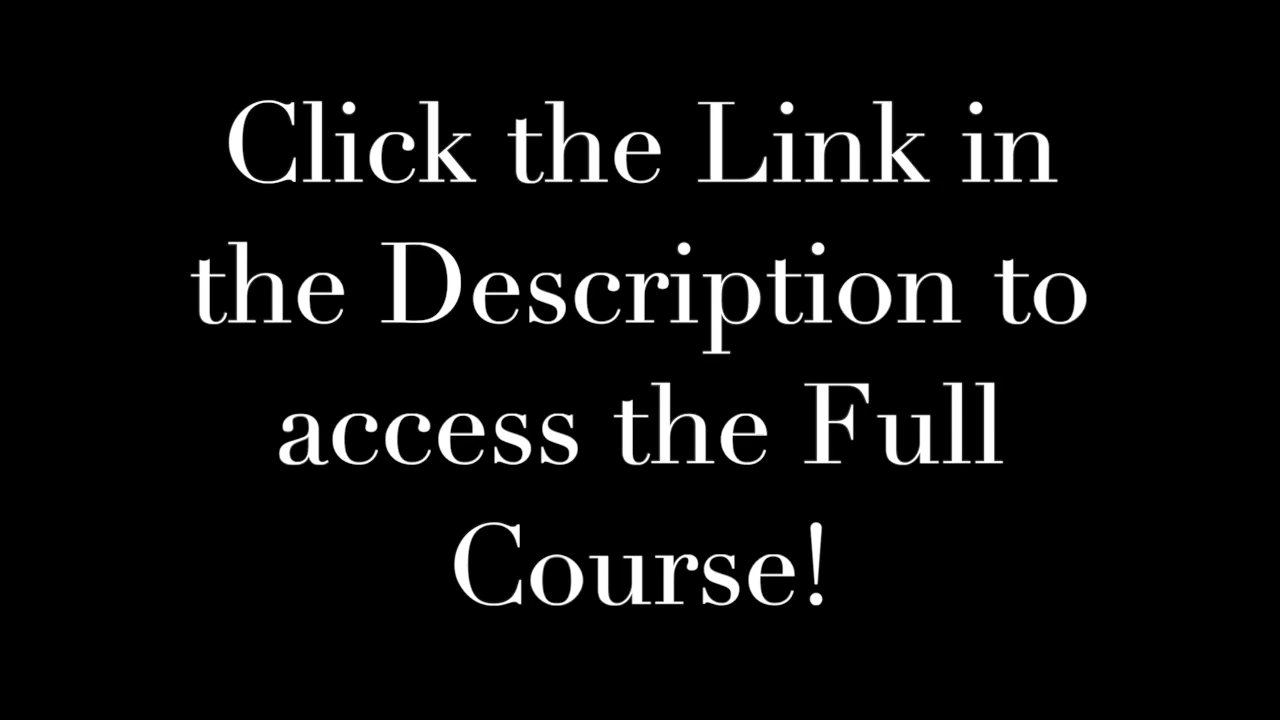 Click the Link in
the Description to
access the Full
Course!